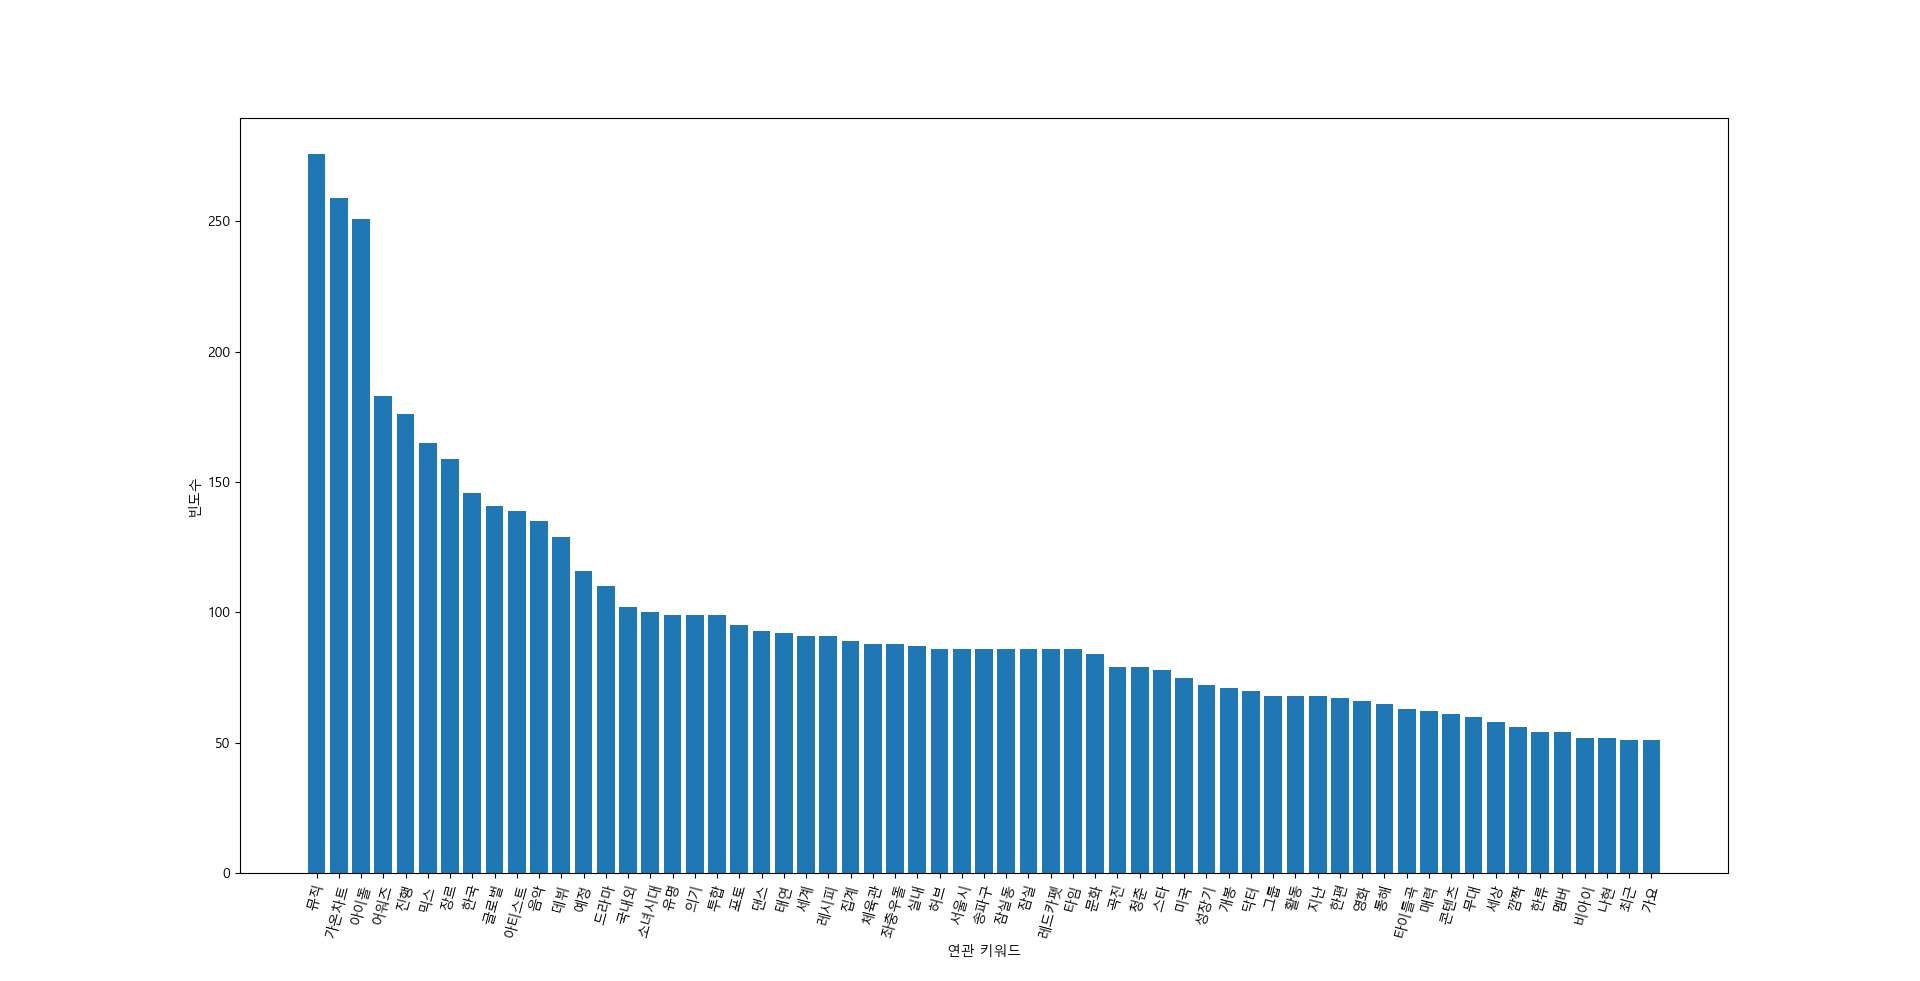 250
200
150
100
50
0
빈도수
뮤직
가온차트
아이돌
어워즈
진행
믹스
장르
한국
글로벌
아티스트
음악
데뷔
예정
드라마
국내외
소녀시대
유명
의기
투합
포토
댄스
태연
세계
레시피
집계
체육관
좌충우돌
실내
허브
서울시
송파구
잠실동
잠실
레드카펫
타임
문화
곡진
청춘
스타
미국
성장기
개봉
닥터
그룹
활동
지난
한편
영화
통해
타이틀곡
매력
콘텐츠
무대
세상
깜짝
한류
멤버
비아이
나현
최근
가요
연관 키워드